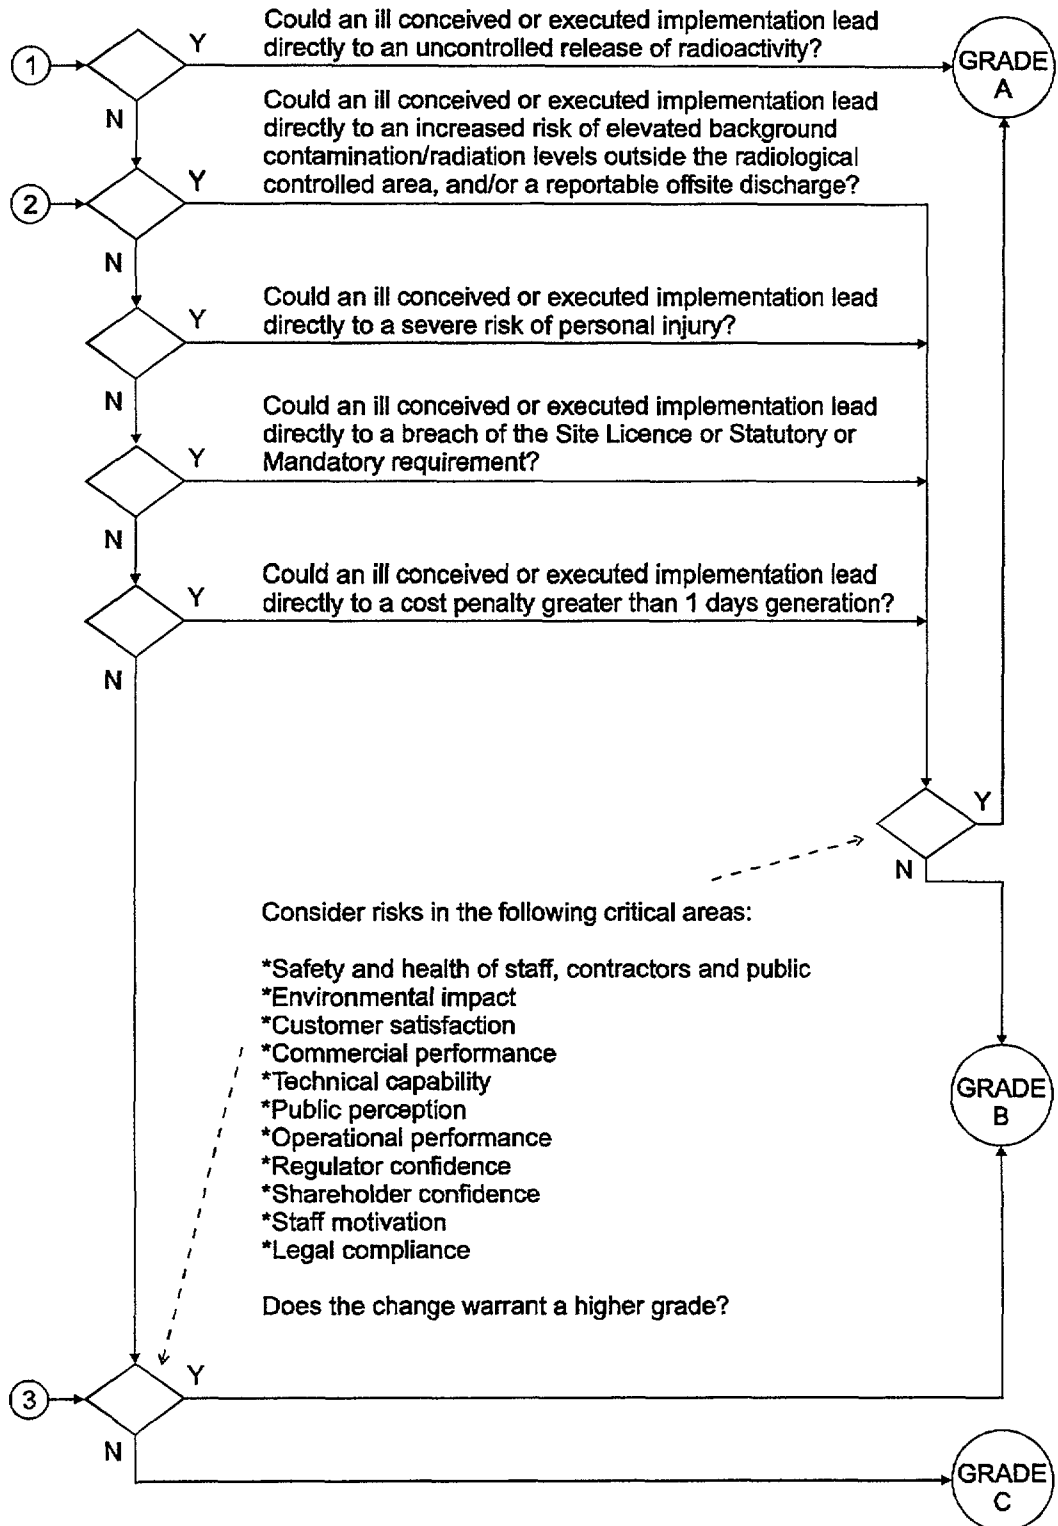 Could an ill conceived or executed implementation lead
directly to an uncontrolled release of radioactivity?
1
Y
GRADE
A
N
Could an ill conceived or executed implementation lead
directly to an increased risk of elevated background
contamination/radiation levels outside the radiological
controlled area, and/or a reportable offsite discharge?
2
Y
N
Could an ill conceived or executed implementation lead
directly to a severe risk of personal injury?
Y
N
Could an ill conceived or executed implementation lead
directly to a breach of the Site Licence or Statutory or
Mandatory requirement?
Y
N
Could an ill conceived or executed implementation lead
directly to a cost penalty greater than 1 days generation?
Y
N
Y
N
Consider risks in the following critical areas:
*Safety and health of staff, contractors and public
*Environmental impact
*Customer satisfaction
*Commercial performance
*Technical capability
*Public perception
*Operational performance
*Regulator confidence
*Shareholder confidence
*Staff motivation
*Legal compliance
GRADE
B
Does the change warrant a higher grade?
3
Y
N
GRADE
C